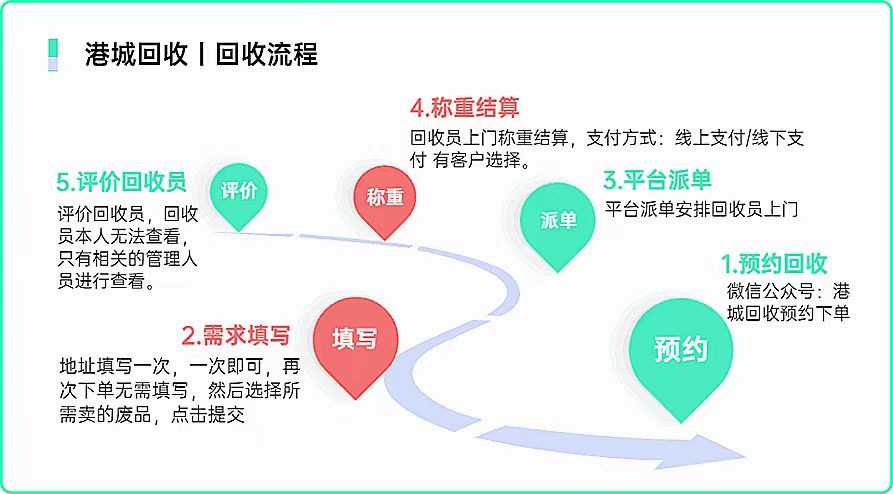 港城回收丨回收流程
4.称重结算
回收员上门称重结算，支付方式：线上支付/线下支
付 有客户选择。
5.评价回收员
评价回收员，回收
员本人无法查看，
只有相关的管理人
员进行查看。
评价
称重
3.平台派单
平台派单安排回收员上门
派单
1.预约回收
微信公众号：港
城回收预约下单
预约
2.需求填写
地址填写一次，一次即可，再
次下单无需填写，然后选择所
需卖的废品，点击提交
填写